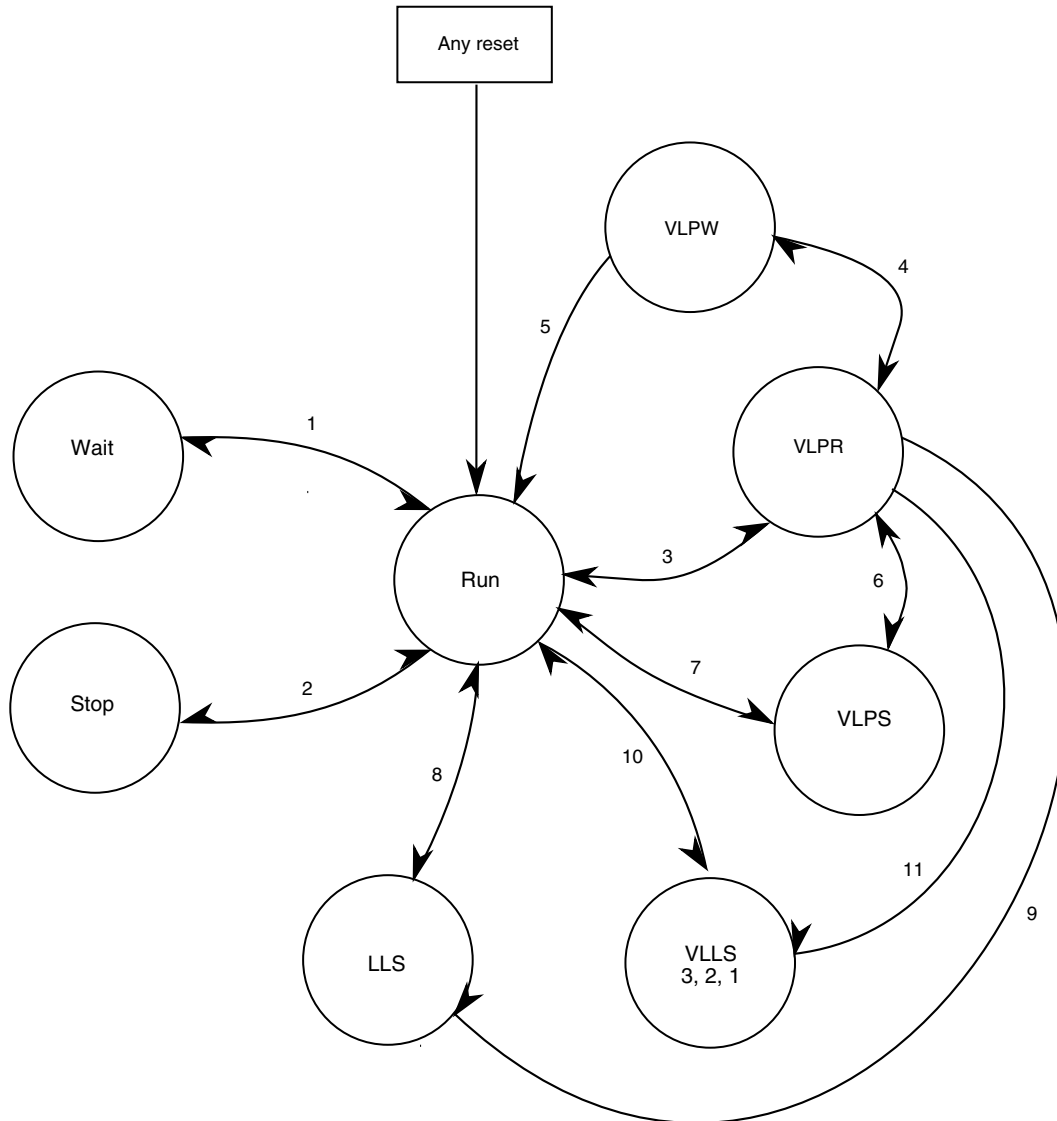 Any reset
VLPW
4
5
1
Wait
VLPR
3
Run
6
7
2
Stop
VLPS
10
8
11
9
VLLS
3, 2, 1
LLS